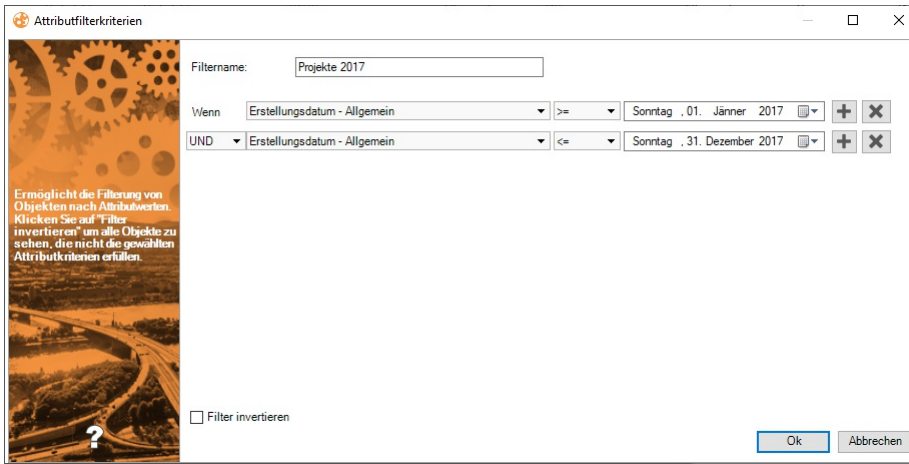 Attributfilterkriterien
Filtername: Projekte 2017
Wenn Erstellungsdatum - Allgemein >= Sonntag , 01. Jänner 2017
UND Erstellungsdatum - Allgemein <= Sonntag , 31. Dezember 2017
Ermöglicht die Filterung von
Objekten nach Attributwerten.
Klicken Sie auf "Filter
invertieren" um alle Objekte zu
sehen, die nicht die gewählten
Attributkriterien erfüllen.
Filter invertieren
?
Ok Abbrechen